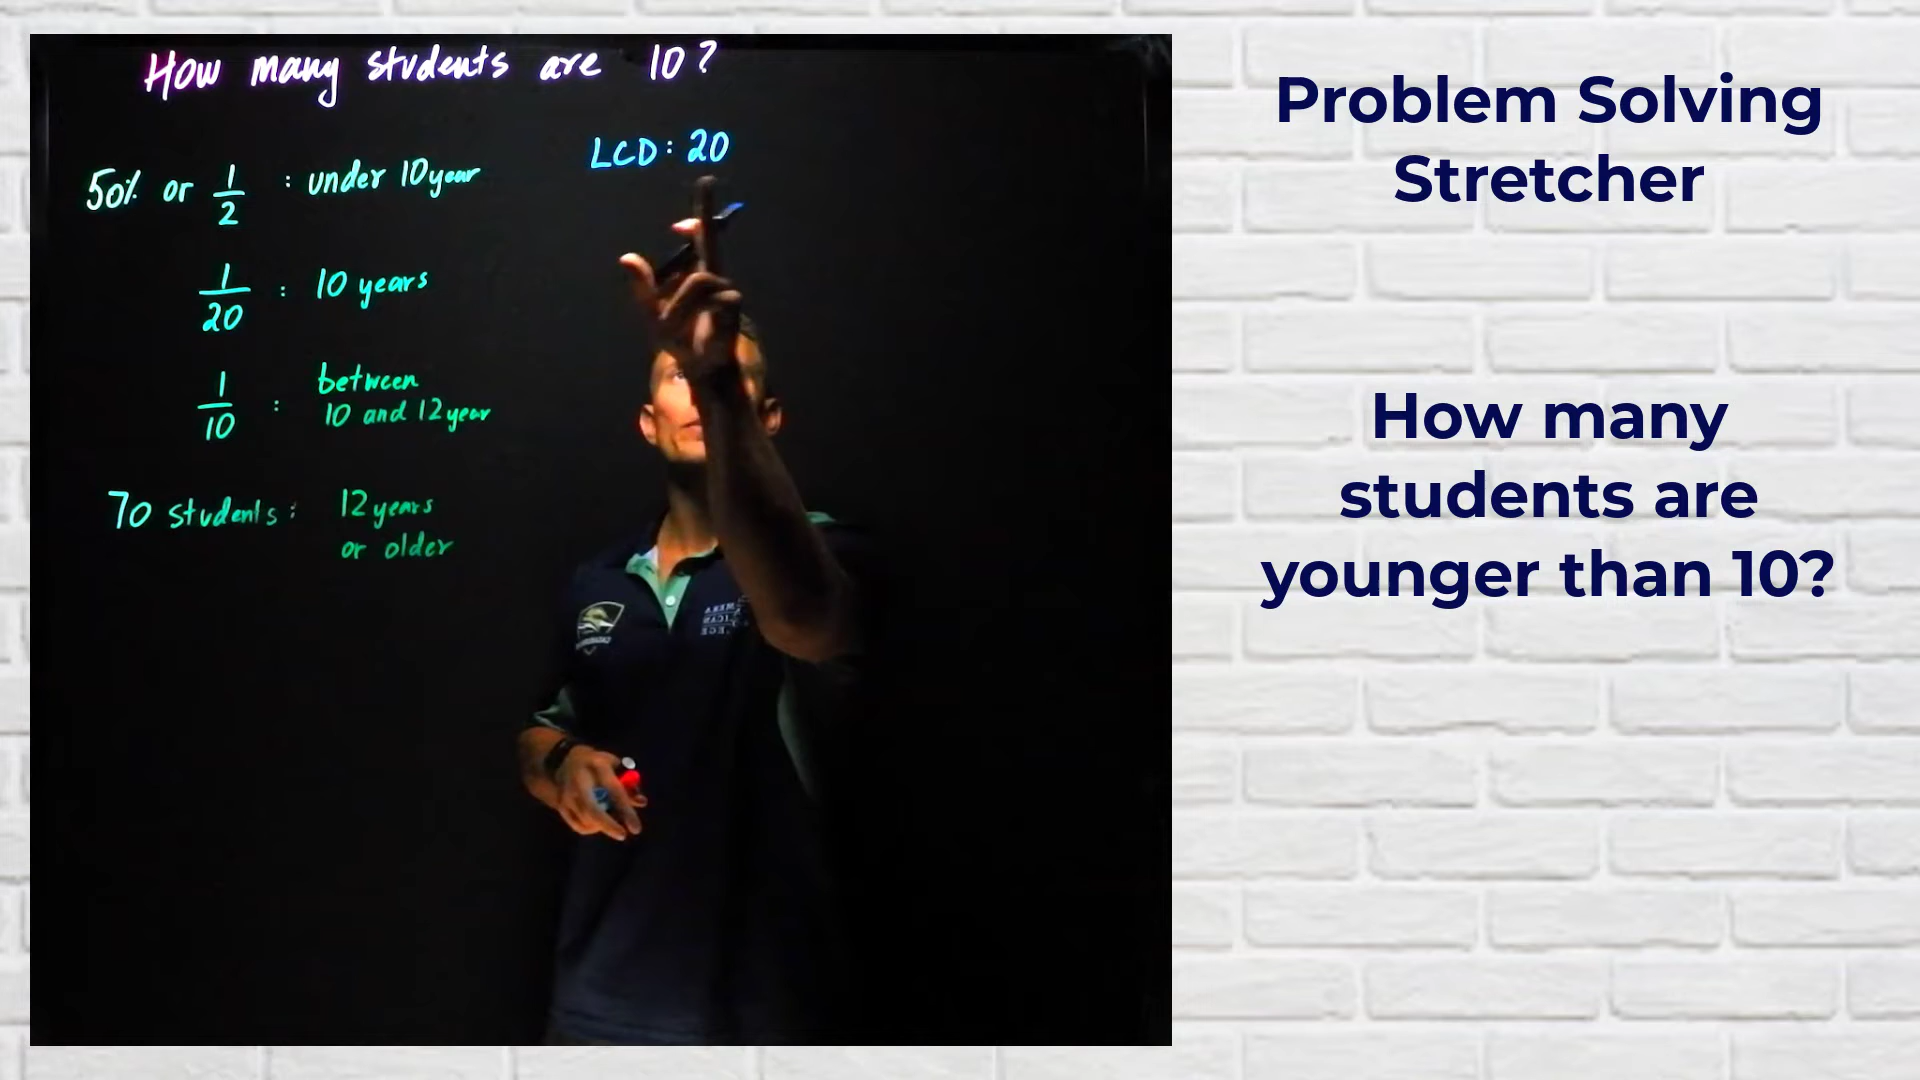 How many students are 10?
LCD: 20
50% or 1/2 : under 10 year
1/20 : 10 years
1/10 : between
10 and 12 year
70 students: 12 years
or older
Problem Solving
Stretcher
How many
students are
younger than 10?